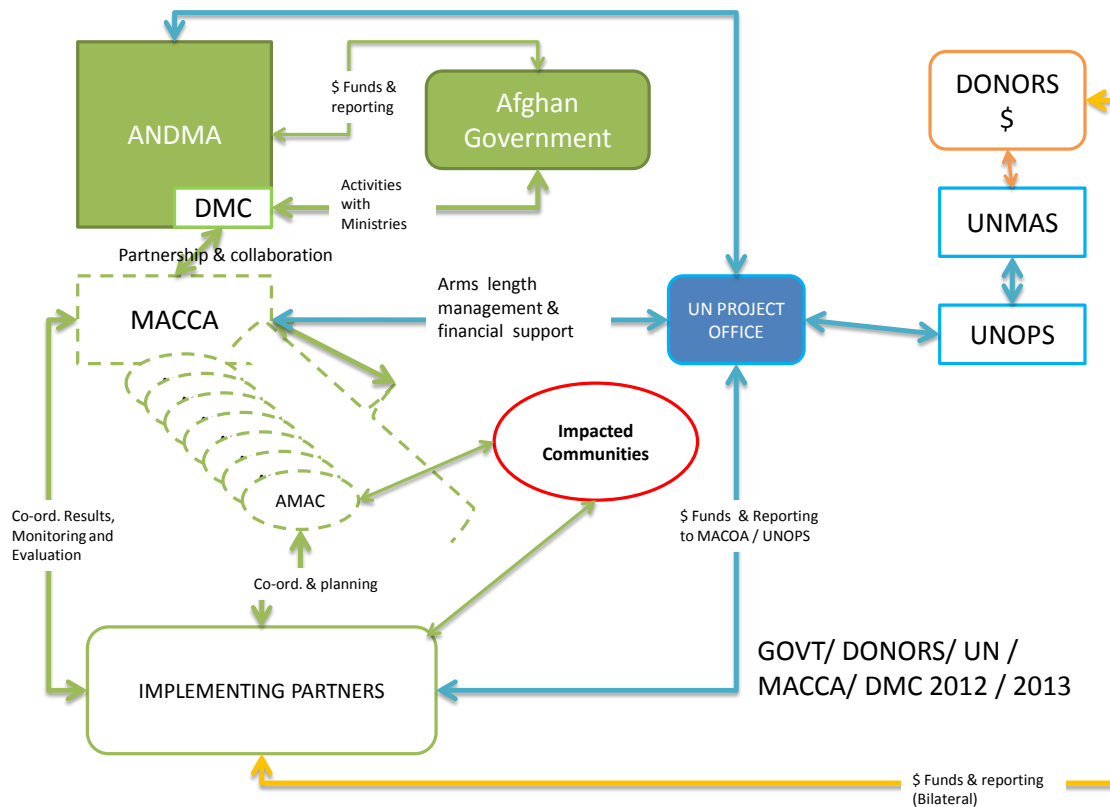 ANDMA
$ Funds &
reporting
Afghan
Government
DONORS
$
DMC
Activities
with
Ministries
UNMAS
Partnership & collaboration
MACCA
Arms length
management &
financial support
UN PROJECT
OFFICE
UNOPS
Impacted
Communities
AMAC
Co-ord. Results,
Monitoring and
Evaluation
$ Funds & Reporting
to MACOA / UNOPS
Co-ord. & planning
IMPLEMENTING PARTNERS
GOVT/ DONORS/ UN /
MACCA/ DMC 2012 / 2013
$ Funds & reporting
(Bilateral)